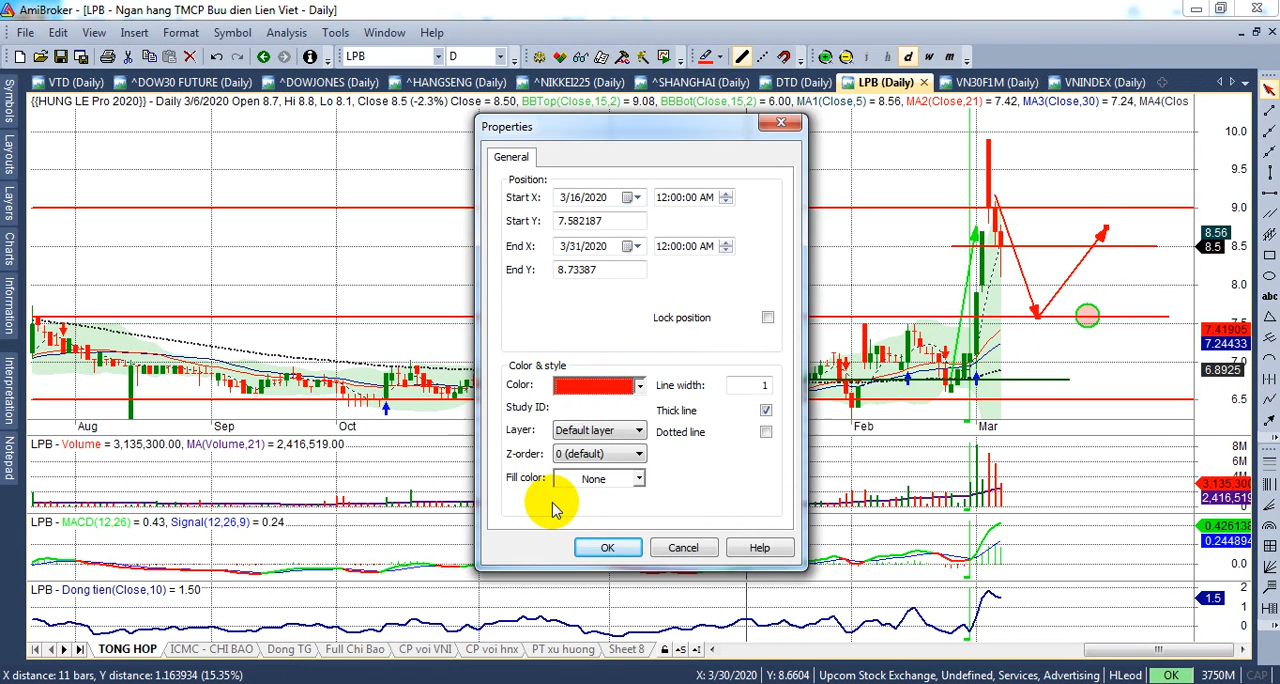 AmiBroker - [LPB - Ngan hang TMCP Buu dien Lien Viet - Daily]
File Edit View Insert Format Symbol Analysis Tools Window Help
LPB D i h d w m
VTD (Daily) ^DOW30 FUTURE (Daily) ^DOWJONES (Daily) ^HANGSENG (Daily) ^NIKKEI225 (Daily) ^SHANGHAI (Daily) DTD (Daily) LPB (Daily) VN30F1M (Daily) VNINDEX (Daily)
{{HUNG LE Pro 2020}} - Daily 3/6/2020 Open 8.7, Hi 8.8, Lo 8.1, Close 8.5 (-2.3%) Close = 8.50, BBTop(Close,15,2) = 9.08, BBBot(Close,15,2) = 6.00, MA1(Close,5) = 8.56, MA2(Close,21) = 7.42, MA3(Close,30) = 7.24, MA4(Clos
Symbols
Layouts
Layers
Charts
Information
Interpretation
Notepad
Properties
General
Position:
Start X: 3/16/2020 12:00:00 AM
Start Y: 7.582187
End X: 3/31/2020 12:00:00 AM
End Y: 8.73387
Lock position
Color & style
Color: Line width: 1
Study ID: Thick line
Layer: Default layer Dotted line
Z-order: 0 (default)
Fill color: None
OK Cancel Help
abc
10.0
9.5
9.0
8.56
8.5
8.0
7.5
7.41905
7.24433
7.0
6.8925
6.5
Aug Sep Oct Feb Mar
LPB - Volume = 3,135,300.00, MA(Volume,21) = 2,416,519.00
8M
6M
4M
3,135,300
2,416,519
LPB - MACD(12,26) = 0.43, Signal(12,26,9) = 0.24
0.426138
0.244894
0.0
LPB - Dong tien(Close,10) = 1.50
2
1.5
1
0
TONG HOP ICMC - CHI BAO Dong TG Full Chi Bao CP voi VNI CP voi hnx PT xu huong Sheet 8
X distance: 11 bars, Y distance: 1.163934 (15.35%) X: 3/30/2020 Y: 8.6604 Upcom Stock Exchange, Undefined, Services, Advertising HLeod OK 3750M CAP